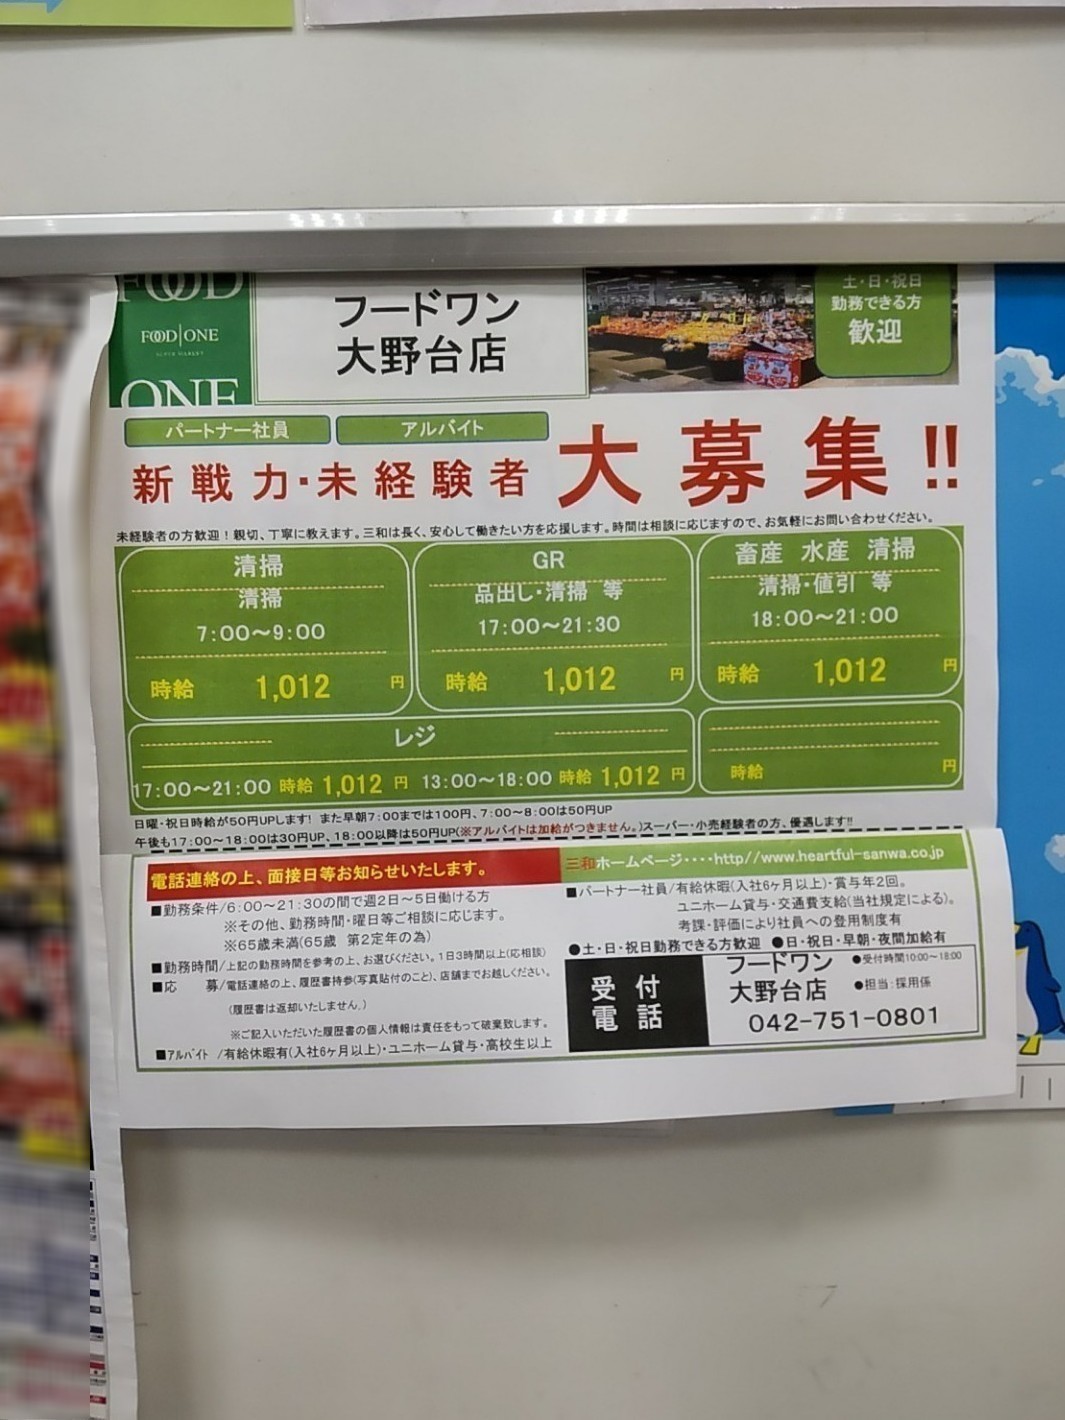 FOOD
FOOD|ONE
SUPER MARKET
ONE
フードワン
大野台店
土・日・祝日
勤務できる方
歓迎
パートナー社員
アルバイト
新戦力・未経験者 大募集!!
未経験者の方歓迎！親切、丁寧に教えます。三和は長く、安心して働きたい方を応援します。時間は相談に応じますので、お気軽にお問い合わせください。
清掃
清掃
7:00～9:00
時給 1,012 円
GR
品出し・清掃 等
17:00～21:30
時給 1,012 円
畜産 水産 清掃
清掃・値引 等
18:00～21:00
時給 1,012 円
レジ
17:00～21:00 時給 1,012 円 13:00～18:00 時給 1,012 円
時給 円
日曜・祝日時給が50円UPします! また早朝7:00までは100円、7:00～8:00は50円UP
午後も17:00～18:00は30円UP、18:00以降は50円UP(※アルバイトは加給がつきません。)スーパー・小売経験者の方、優遇します!!
電話連絡の上、面接日等お知らせいたします。
■勤務条件/6:00～21:30の間で週2日～5日働ける方
※その他、勤務時間・曜日等ご相談に応じます。
※65歳未満(65歳 第2定年の為)
■勤務時間/上記の勤務時間を参考の上、お選びください。1日3時間以上(応相談)
■応 募/電話連絡の上、履歴書持参(写真貼付のこと)、店舗までお越しください。
(履歴書は返却いたしません。)
※ご記入いただいた履歴書の個人情報は責任をもって破棄致します。
■アルバイト /有給休暇有(入社6ヶ月以上)・ユニホーム貸与・高校生以上
三和ホームページ・・・・http//www.heartful-sanwa.co.jp
■パートナー社員/有給休暇(入社6ヶ月以上)・賞与年2回。
ユニホーム貸与・交通費支給(当社規定による)。
考課・評価により社員への登用制度有
●土・日・祝日勤務できる方歓迎 ●日・祝日・早朝・夜間加給有
受付
電話
フードワン
大野台店
●受付時間10:00～18:00
●担当:採用係
042-751-0801